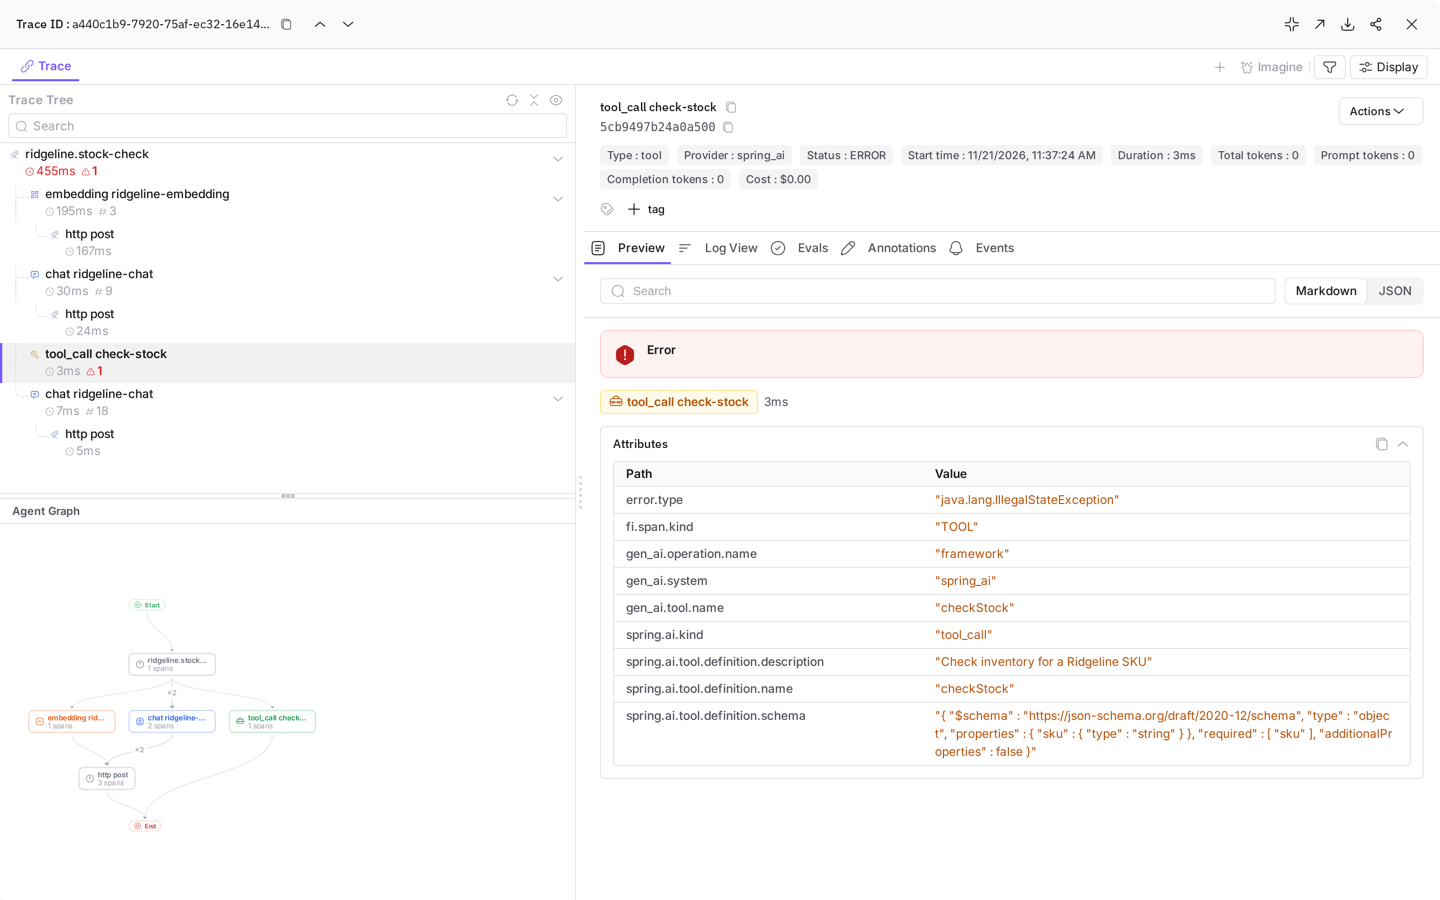 Trace ID : a440c1b9-7920-75af-ec32-16e14...
Trace
Imagine
Display
Trace Tree
Search
ridgeline.stock-check
455ms 1
embedding ridgeline-embedding
195ms # 3
http post
167ms
chat ridgeline-chat
30ms # 9
http post
24ms
tool_call check-stock
3ms 1
chat ridgeline-chat
7ms # 18
http post
5ms
Agent Graph
Start
ridgeline.stock...
1 spans
×2
embedding rid...
1 spans
chat ridgeline-...
2 spans
tool_call check...
1 spans
×2
http post
3 spans
End
tool_call check-stock
5cb9497b24a0a500
Actions
Type : tool
Provider : spring_ai
Status : ERROR
Start time : 11/21/2026, 11:37:24 AM
Duration : 3ms
Total tokens : 0
Prompt tokens : 0
Completion tokens : 0
Cost : $0.00
+ tag
Preview
Log View
Evals
Annotations
Events
Search
Markdown
JSON
Error
tool_call check-stock 3ms
Attributes
Path Value
error.type "java.lang.IllegalStateException"
fi.span.kind "TOOL"
gen_ai.operation.name "framework"
gen_ai.system "spring_ai"
gen_ai.tool.name "checkStock"
spring.ai.kind "tool_call"
spring.ai.tool.definition.description "Check inventory for a Ridgeline SKU"
spring.ai.tool.definition.name "checkStock"
spring.ai.tool.definition.schema "{ "$schema" : "https://json-schema.org/draft/2020-12/schema", "type" : "objec
t", "properties" : { "sku" : { "type" : "string" } }, "required" : [ "sku" ], "additionalPr
operties" : false }"